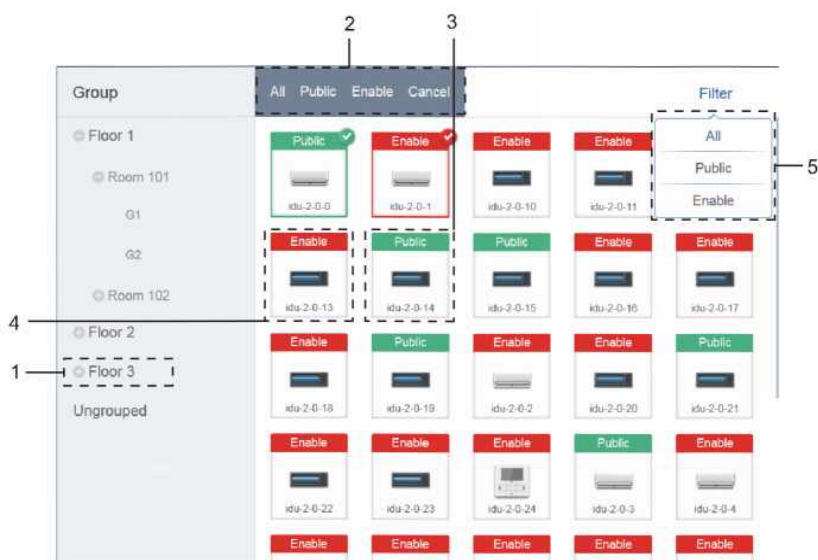 2
3
Group
All Public Enable Cancel
Filter
Floor 1
Room 101
G1
G2
Room 102
Floor 2
Floor 3
Ungrouped
Public Enable Enable Enable
idu-2-0-0 idu-2-0-1 idu-2-0-10 idu-2-0-11
All
Public
Enable
5
Enable Public Public Enable Enable
idu-2-0-13 idu-2-0-14 idu-2-0-15 idu-2-0-16 idu-2-0-17
4
Enable Public Enable Enable Public
1
idu-2-0-18 idu-2-0-19 idu-2-0-2 idu-2-0-20 idu-2-0-21
Enable Enable Enable Public Enable
idu-2-0-22 idu-2-0-23 idu-2-0-24 idu-2-0-3 idu-2-0-4
Enable Enable Enable Enable Enable